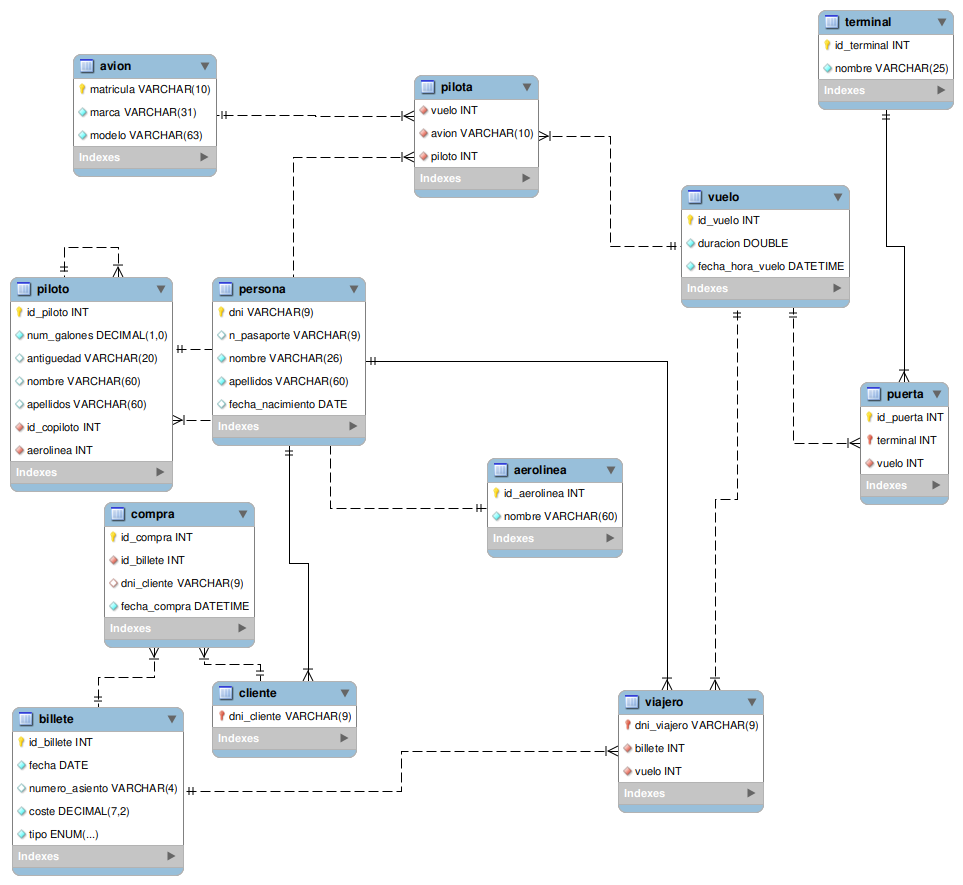 avion
matricula VARCHAR(10)
marca VARCHAR(31)
modelo VARCHAR(63)
Indexes
pilota
vuelo INT
avion VARCHAR(10)
piloto INT
Indexes
terminal
id_terminal INT
nombre VARCHAR(25)
Indexes
vuelo
id_vuelo INT
duracion DOUBLE
fecha_hora_vuelo DATETIME
Indexes
piloto
id_piloto INT
num_galones DECIMAL(1,0)
antiguedad VARCHAR(20)
nombre VARCHAR(60)
apellidos VARCHAR(60)
id_copiloto INT
aerolinea INT
Indexes
persona
dni VARCHAR(9)
n_pasaporte VARCHAR(9)
nombre VARCHAR(26)
apellidos VARCHAR(60)
fecha_nacimiento DATE
Indexes
puerta
id_puerta INT
terminal INT
vuelo INT
Indexes
aerolinea
id_aerolinea INT
nombre VARCHAR(60)
Indexes
compra
id_compra INT
id_billete INT
dni_cliente VARCHAR(9)
fecha_compra DATETIME
Indexes
cliente
dni_cliente VARCHAR(9)
Indexes
viajero
dni_viajero VARCHAR(9)
billete INT
vuelo INT
Indexes
billete
id_billete INT
fecha DATE
numero_asiento VARCHAR(4)
coste DECIMAL(7,2)
tipo ENUM(...)
Indexes